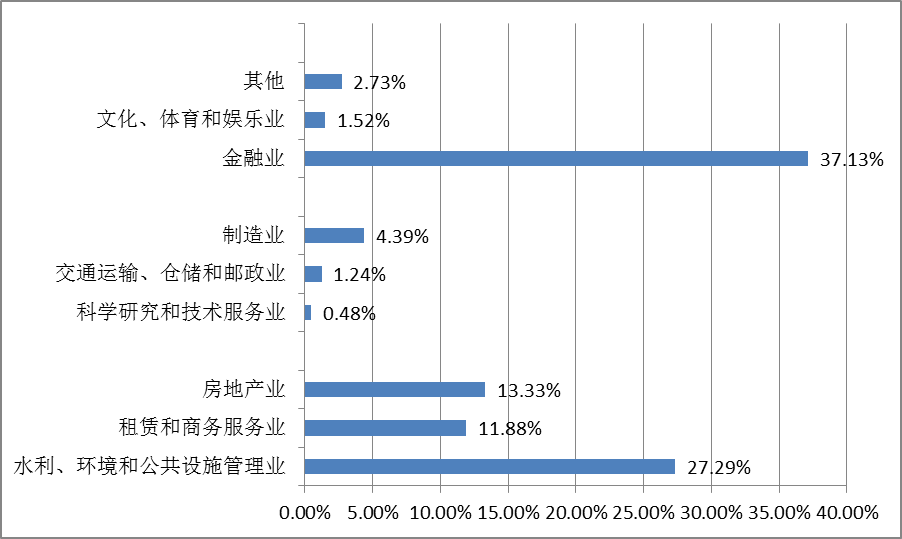 其他 2.73%
文化、体育和娱乐业 1.52%
金融业 37.13%
制造业 4.39%
交通运输、仓储和邮政业 1.24%
科学研究和技术服务业 0.48%
房地产业 13.33%
租赁和商务服务业 11.88%
水利、环境和公共设施管理业 27.29%
0.00% 5.00% 10.00% 15.00% 20.00% 25.00% 30.00% 35.00% 40.00%